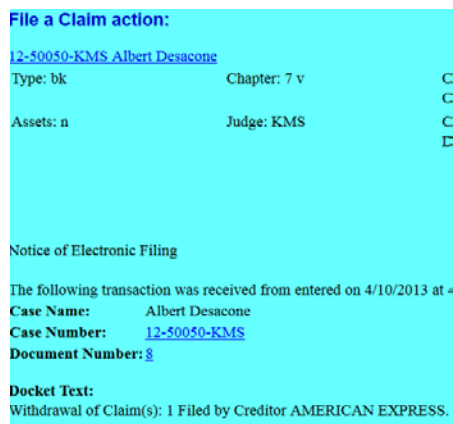 File a Claim action:
12-50050-KMS Albert Desacone
Type: bk Chapter: 7 v
Assets: n Judge: KMS
Notice of Electronic Filing
The following transaction was received from entered on 4/10/2013 at
Case Name: Albert Desacone
Case Number: 12-50050-KMS
Document Number: 8
Docket Text:
Withdrawal of Claim(s): 1 Filed by Creditor AMERICAN EXPRESS.